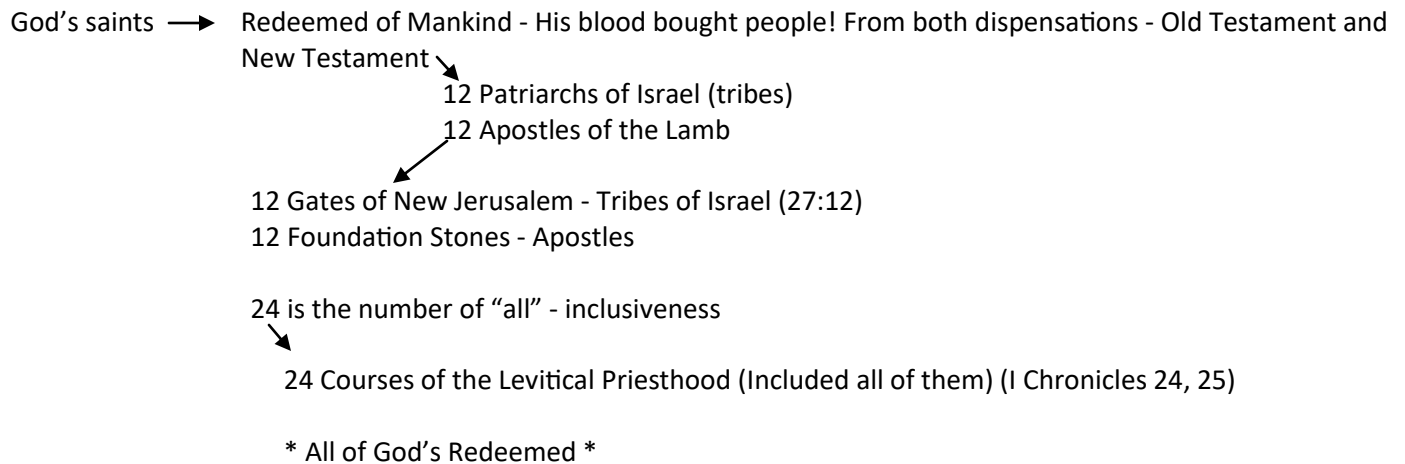 God’s saints Redeemed of Mankind - His blood bought people! From both dispensations - Old Testament and
New Testament
12 Patriarchs of Israel (tribes)
12 Apostles of the Lamb
12 Gates of New Jerusalem - Tribes of Israel (27:12)
12 Foundation Stones - Apostles
24 is the number of “all” - inclusiveness
24 Courses of the Levitical Priesthood (Included all of them) (I Chronicles 24, 25)
* All of God’s Redeemed *